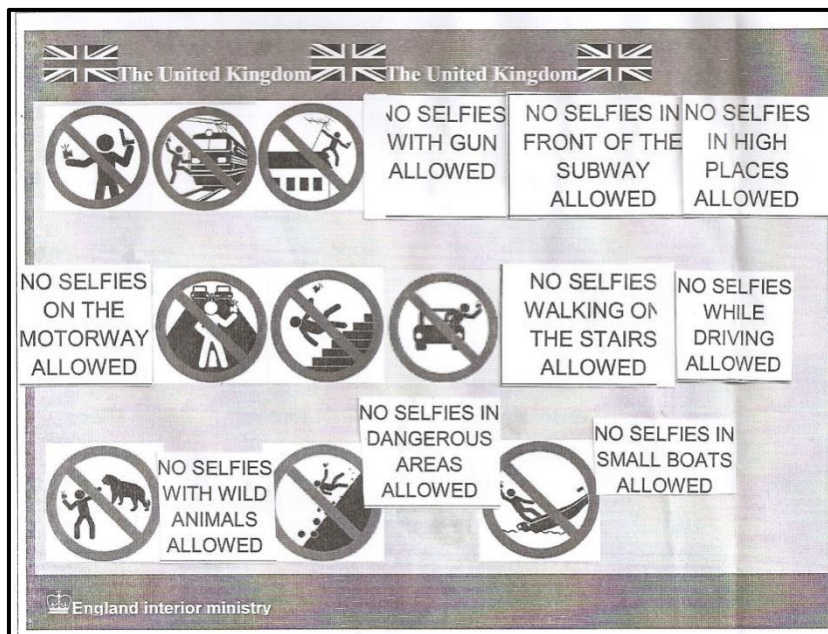 The United Kingdom The United Kingdom
NO SELFIES
WITH GUN
ALLOWED
NO SELFIES IN
FRONT OF THE
SUBWAY
ALLOWED
NO SELFIES
IN HIGH
PLACES
ALLOWED
NO SELFIES
ON THE
MOTORWAY
ALLOWED
NO SELFIES
WALKING ON
THE STAIRS
ALLOWED
NO SELFIES
WHILE
DRIVING
ALLOWED
NO SELFIES
WITH WILD
ANIMALS
ALLOWED
NO SELFIES IN
DANGEROUS
AREAS
ALLOWED
NO SELFIES IN
SMALL BOATS
ALLOWED
England interior ministry